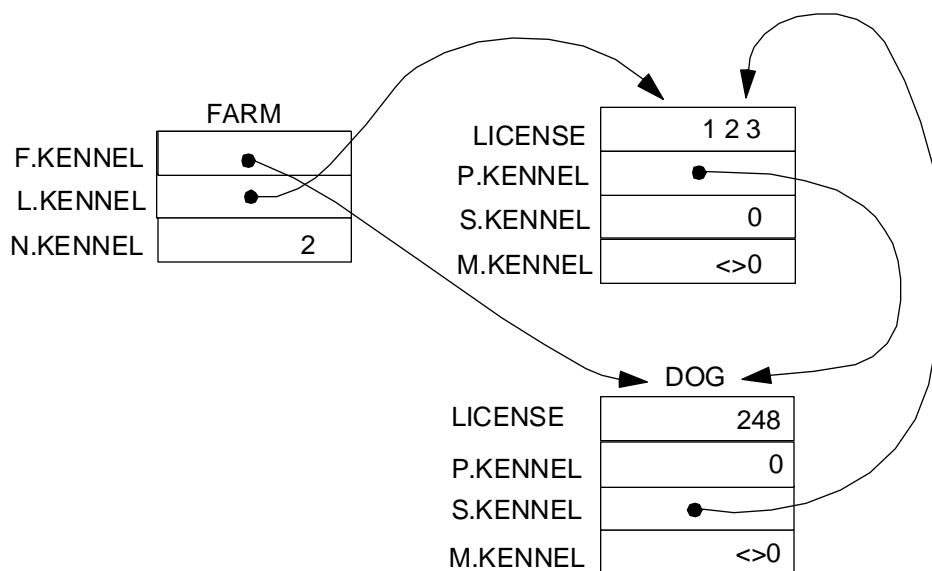 FARM
F.KENNEL
L.KENNEL
N.KENNEL 2
LICENSE 1 2 3
P.KENNEL
S.KENNEL 0
M.KENNEL <>0
DOG
LICENSE 248
P.KENNEL 0
S.KENNEL
M.KENNEL <>0